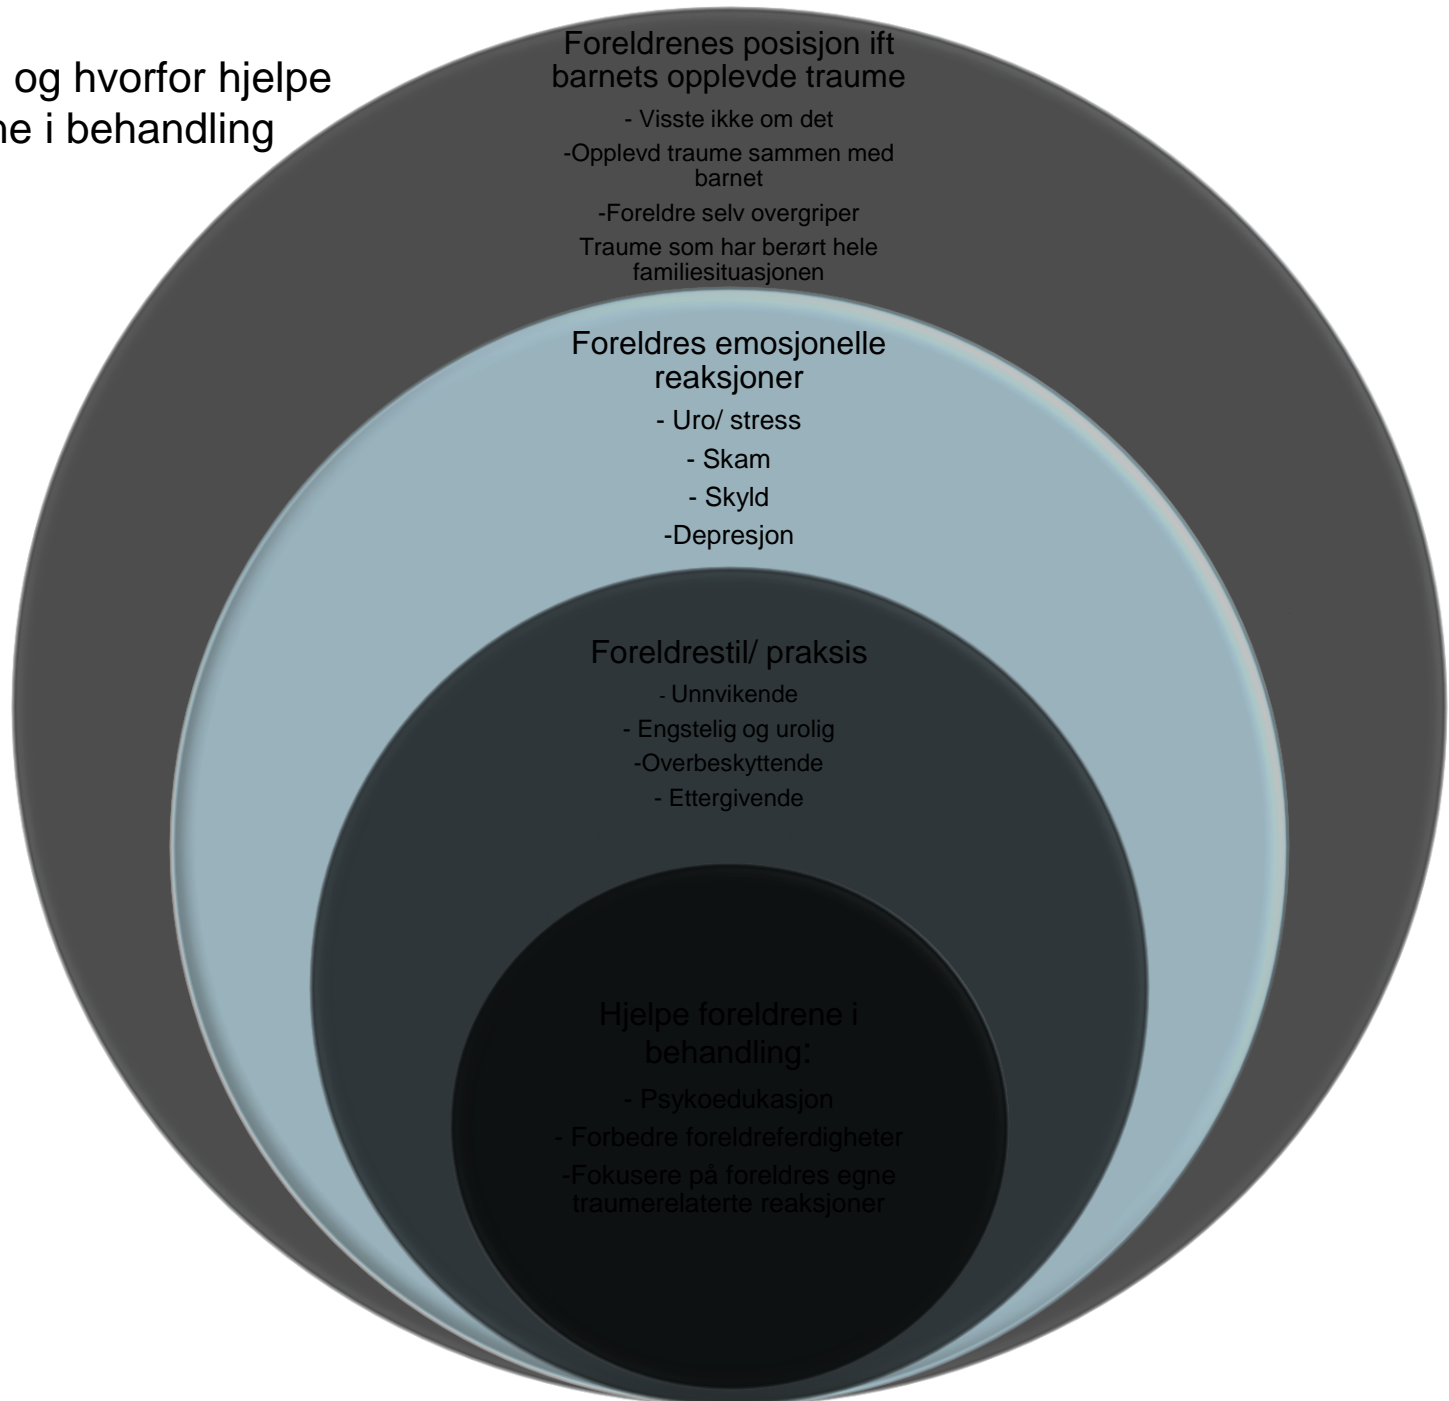 og hvorfor hjelpe
i behandling
Foreldrenes posisjon ift
barnets opplevde traume
- Visste ikke om det
-Opplevd traume sammen med
barnet
-Foreldre selv overgriper
Traume som har berørt hele
familiesituasjonen
Foreldres emosjonelle
reaksjoner
- Uro/ stress
- Skam
- Skyld
-Depresjon
Foreldrestil/ praksis
- Unnvikende
- Engstelig og urolig
-Overbeskyttende
- Ettergivende
Hjelpe foreldrene i
behandling:
- Psykoedukasjon
- Forbedre foreldreferdigheter
-Fokusere på foreldres egne
traumerelaterte reaksjoner